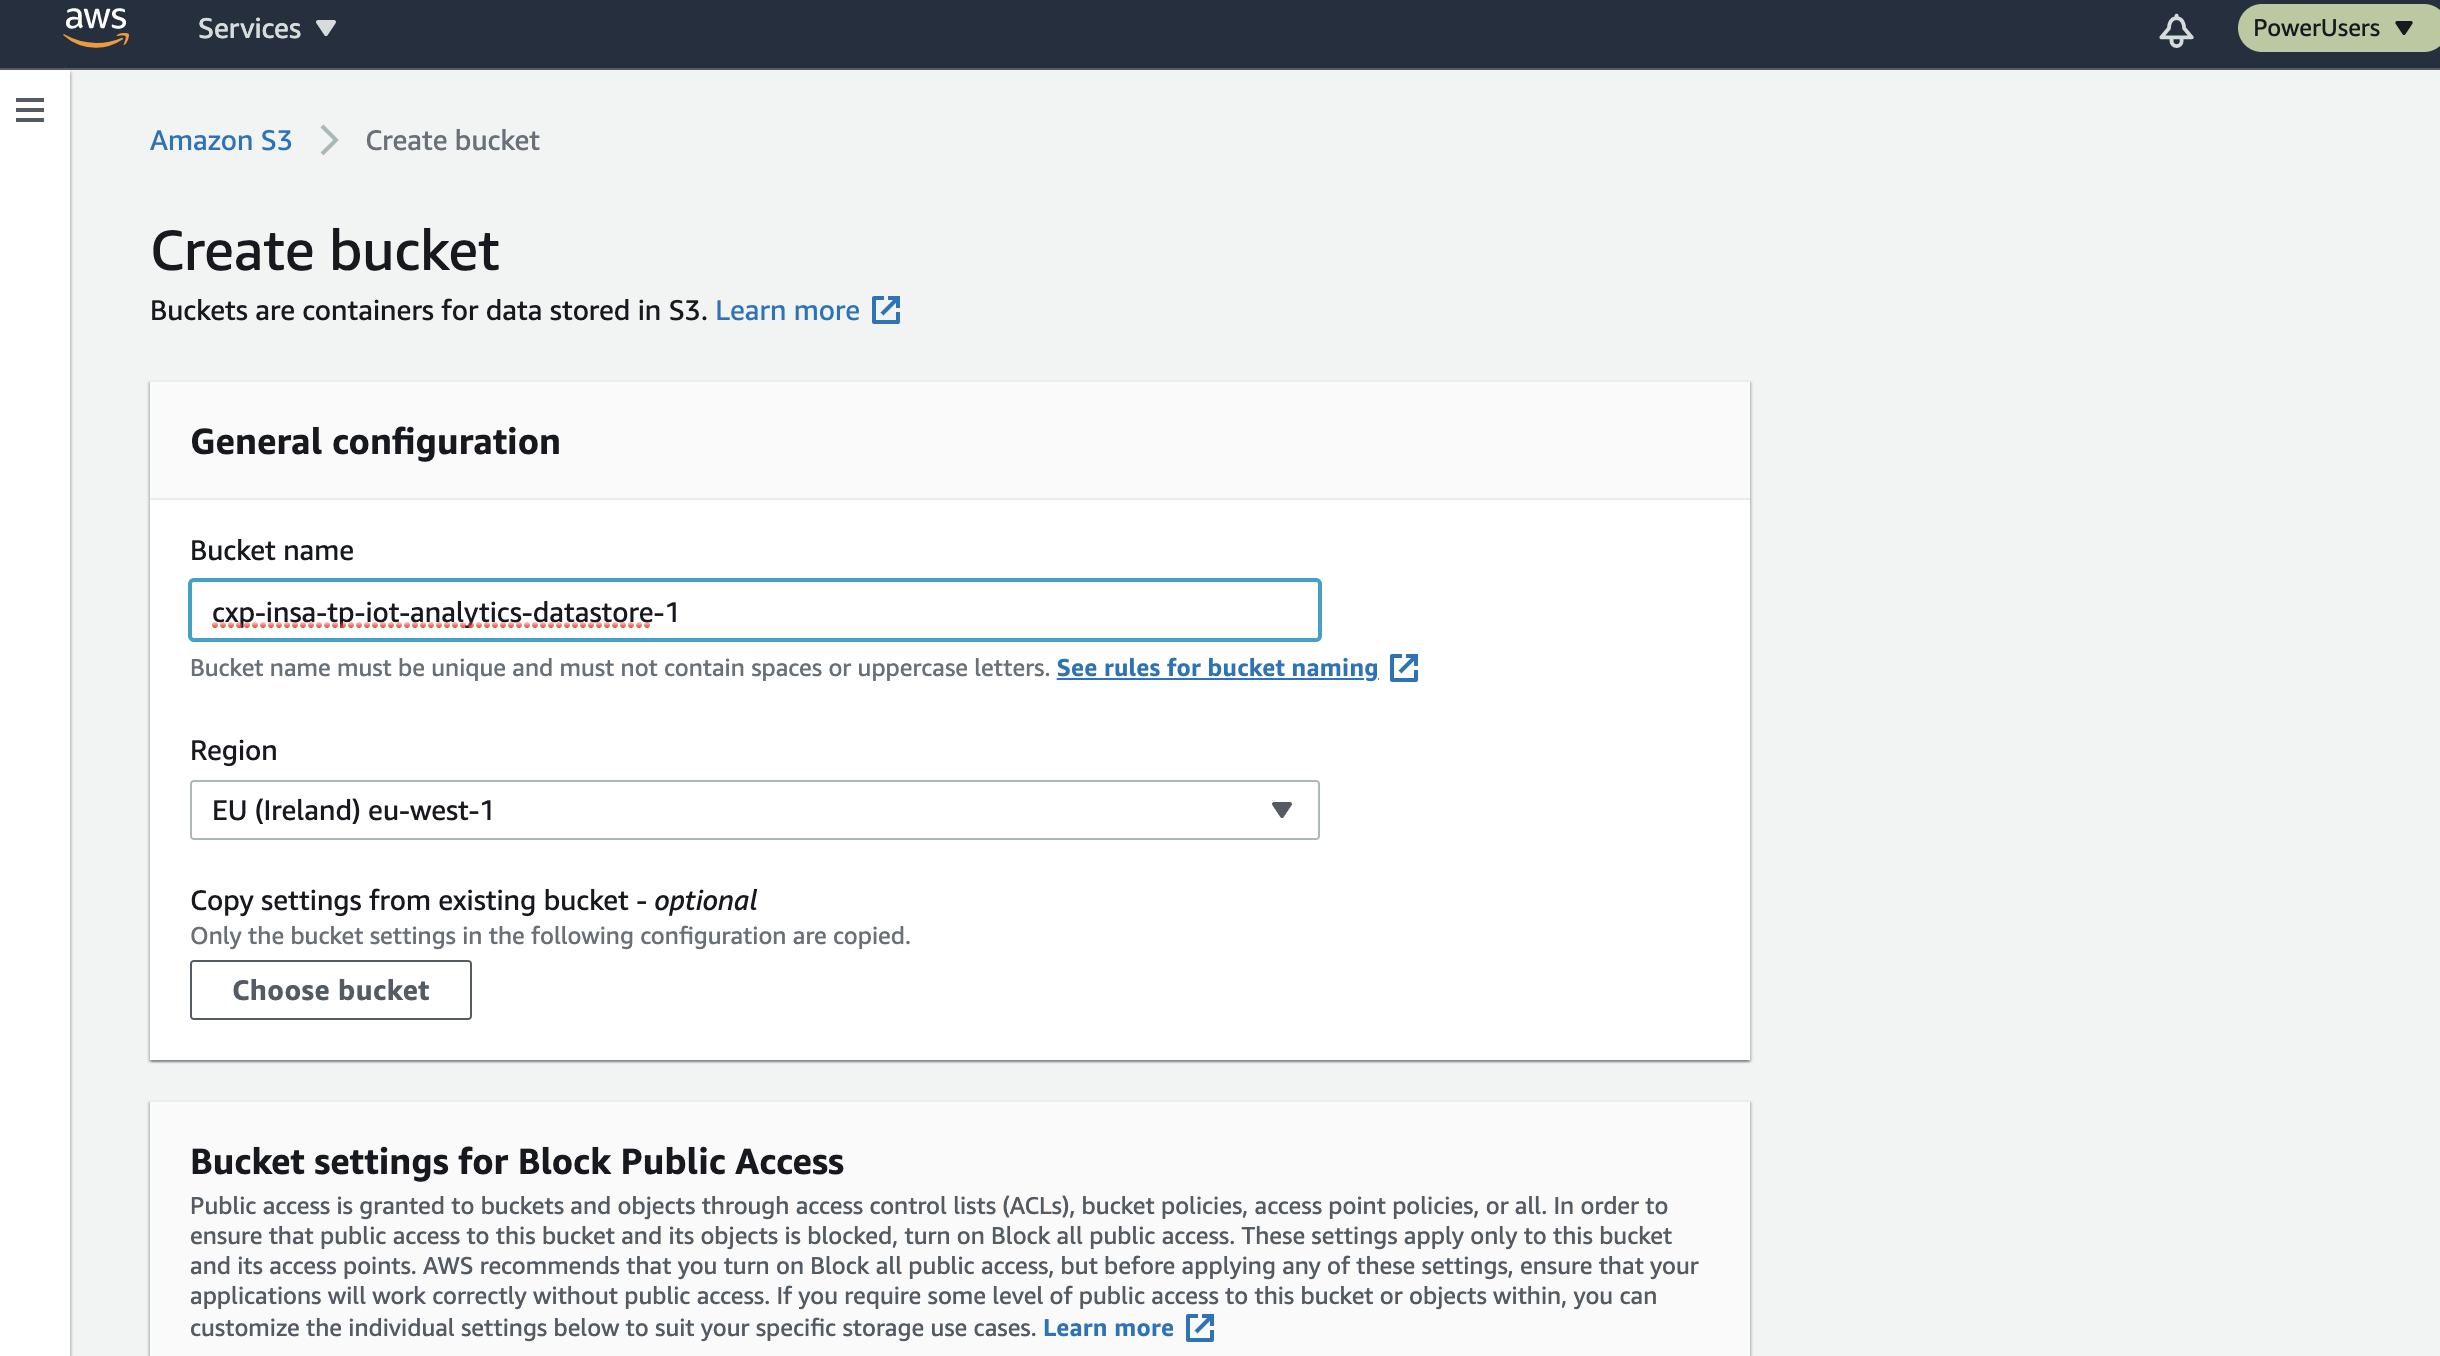 aws
Services
PowerUsers
Amazon S3
Create bucket
Create bucket
Buckets are containers for data stored in S3. Learn more
General configuration
Bucket name
cxp-insa-tp-iot-analytics-datastore-1
Bucket name must be unique and must not contain spaces or uppercase letters. See rules for bucket naming
Region
EU (Ireland) eu-west-1
Copy settings from existing bucket - optional
Only the bucket settings in the following configuration are copied.
Choose bucket
Bucket settings for Block Public Access
Public access is granted to buckets and objects through access control lists (ACLs), bucket policies, access point policies, or all. In order to
ensure that public access to this bucket and its objects is blocked, turn on Block all public access. These settings apply only to this bucket
and its access points. AWS recommends that you turn on Block all public access, but before applying any of these settings, ensure that your
applications will work correctly without public access. If you require some level of public access to this bucket or objects within, you can
customize the individual settings below to suit your specific storage use cases. Learn more